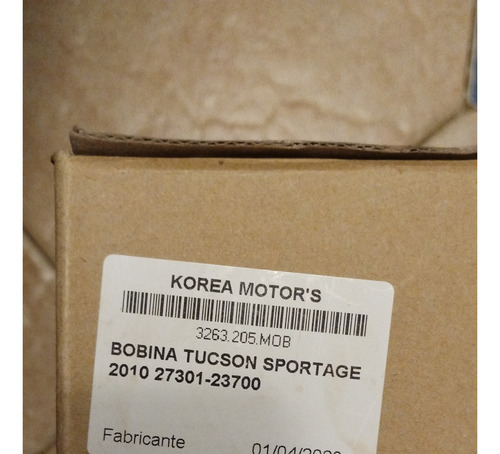 KOREA MOTOR'S
3263.205.MOB
BOBINA TUCSON SPORTAGE
2010 27301-23700
Fabricante